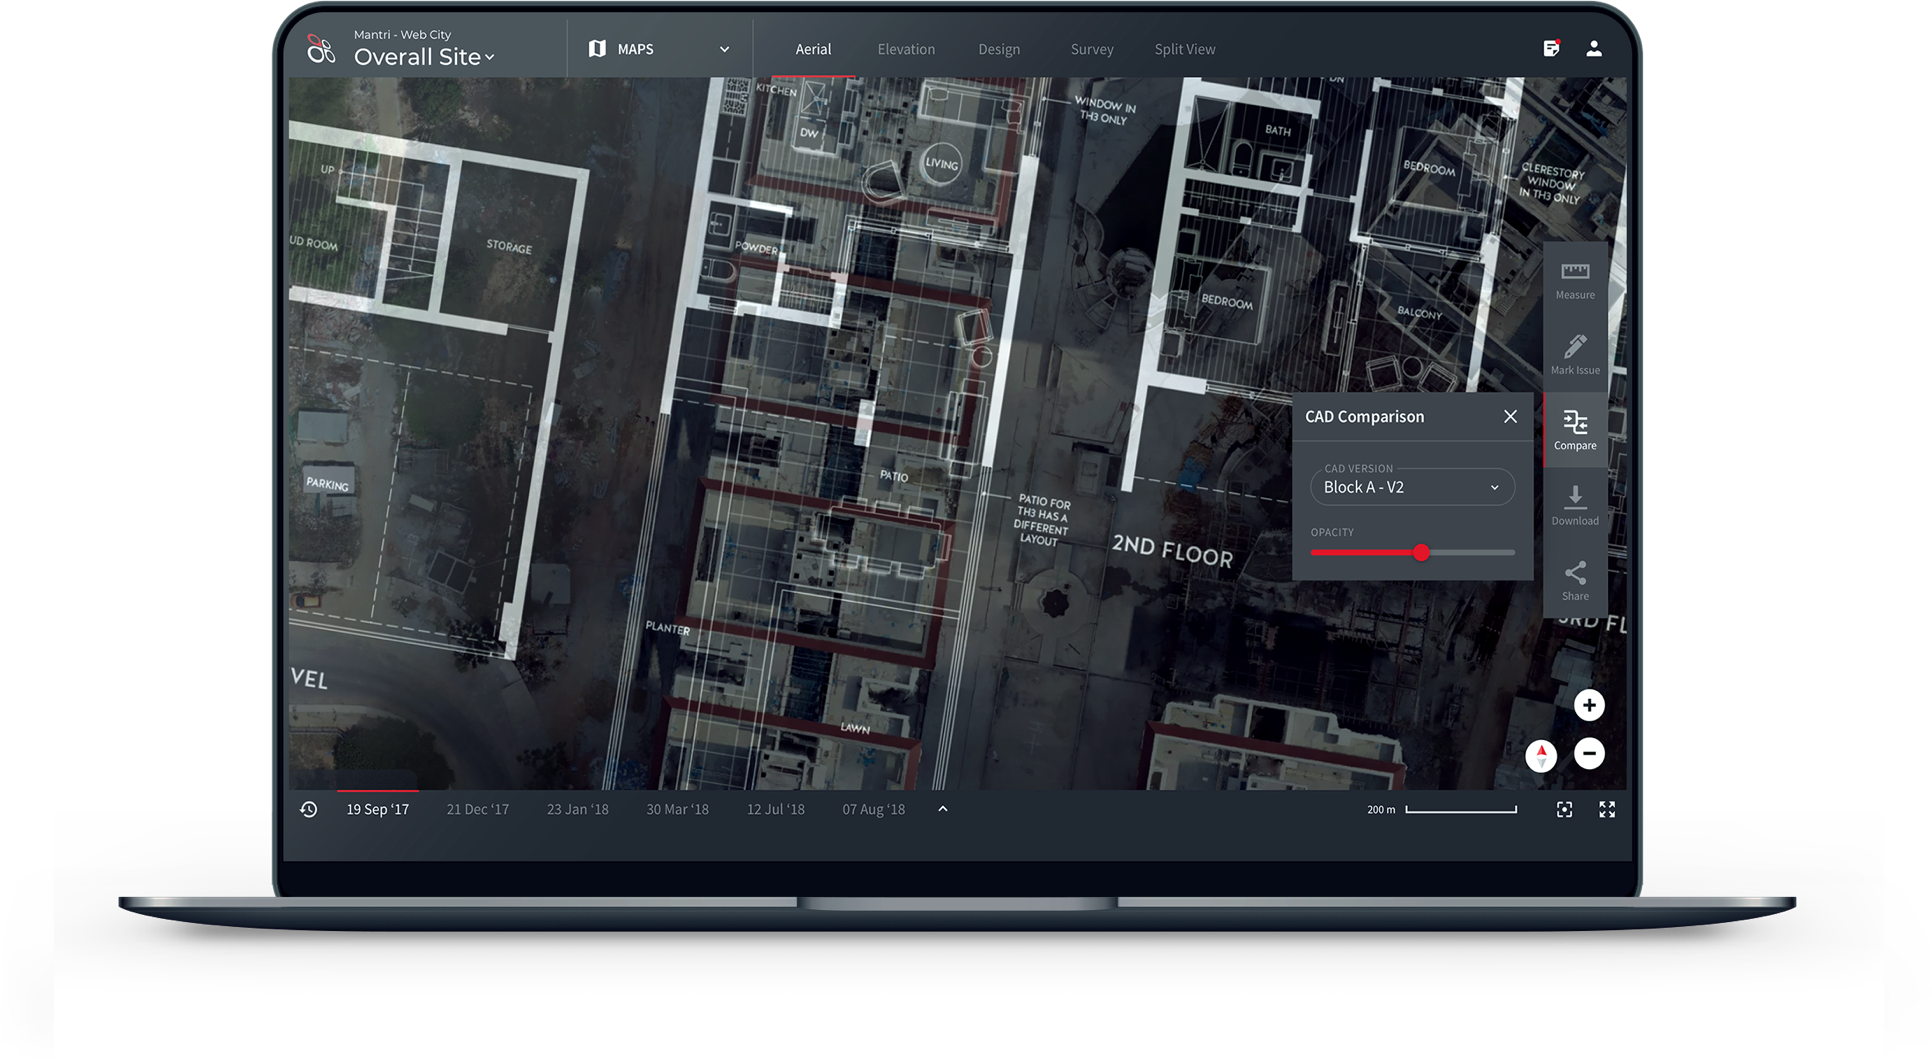 Mantri - Web City
Overall Site
MAPS
Aerial
Elevation
Design
Survey
Split View
KITCHEN
DW
LIVING
WINDOW IN
TH3 ONLY
BATH
DN
BEDROOM
CLERESTORY
WINDOW
IN TH3 ONLY
UP
UD ROOM
STORAGE
POWDER
BEDROOM
BALCONY
Measure
Mark Issue
Compare
Download
Share
CAD Comparison
CAD VERSION
Block A - V2
OPACITY
PARKING
PATIO
PATIO FOR
TH3 HAS A
DIFFERENT
LAYOUT
2ND FLOOR
3RD FL
PLANTER
VEL
LAWN
19 Sep ‘17
21 Dec ‘17
23 Jan ‘18
30 Mar ‘18
12 Jul ‘18
07 Aug ‘18
200 m